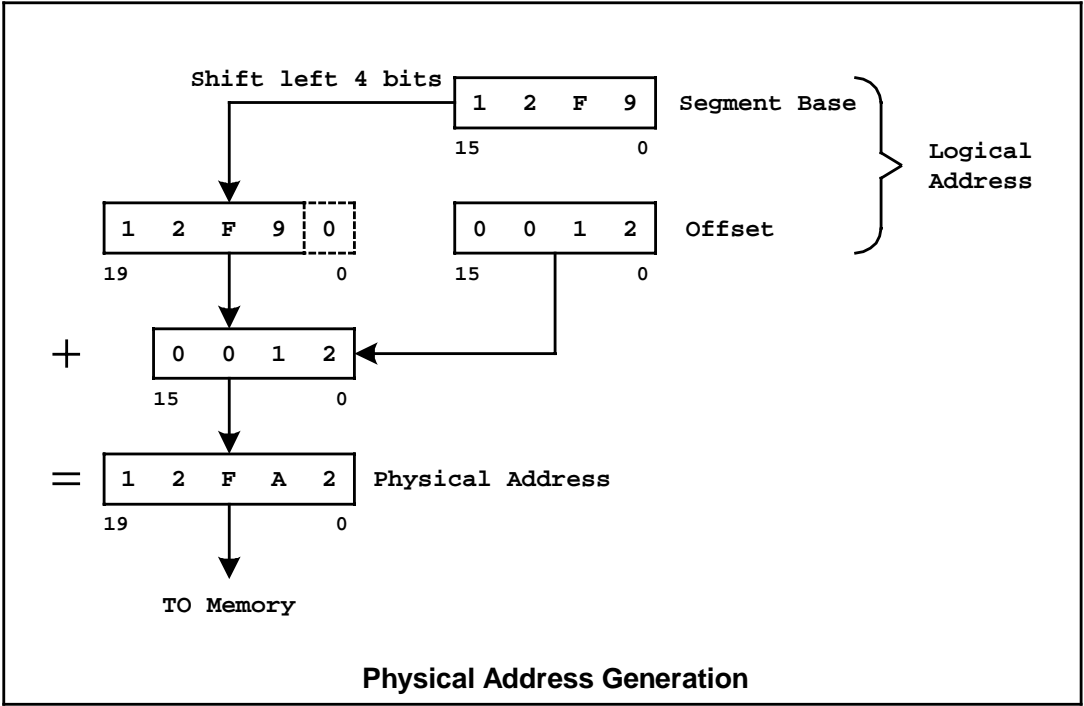 Shift left 4 bits
1 2 F 9 Segment Base
15 0
Logical
Address
1 2 F 9 0
0 0 1 2 Offset
19 0
15 0
+ 0 0 1 2
15 0
= 1 2 F A 2 Physical Address
19 0
TO Memory
Physical Address Generation